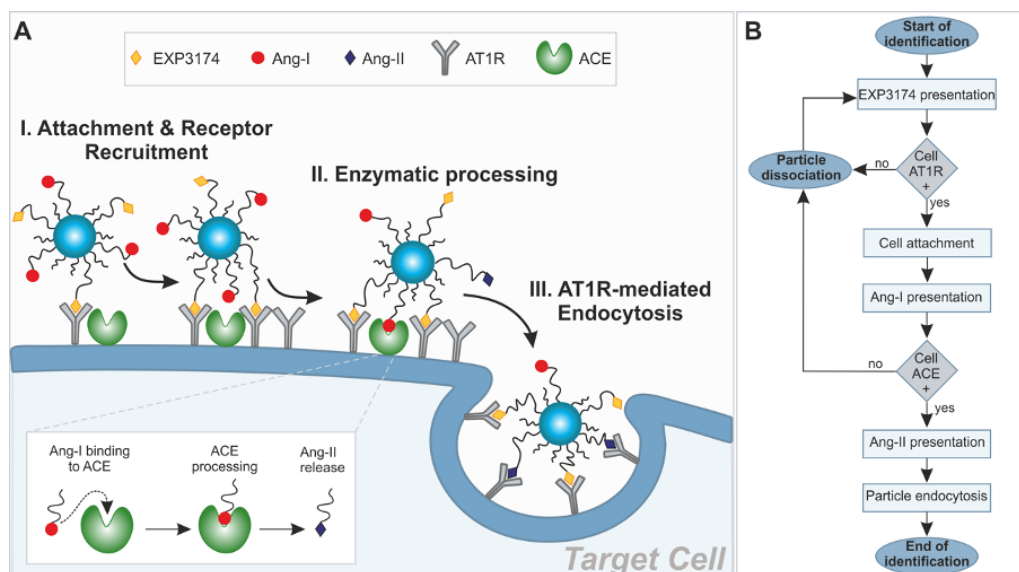 A
EXP3174
Ang-I
Ang-II
AT1R
ACE
I. Attachment & Receptor
Recruitment
II. Enzymatic processing
III. AT1R-mediated
Endocytosis
Ang-I binding
to ACE
ACE
processing
Ang-II
release
Target Cell
B
Start of
identification
EXP3174 presentation
Cell
AT1R
+
no
Particle
dissociation
yes
Cell attachment
Ang-I presentation
Cell
ACE
+
no
yes
Ang-II presentation
Particle endocytosis
End of
identification